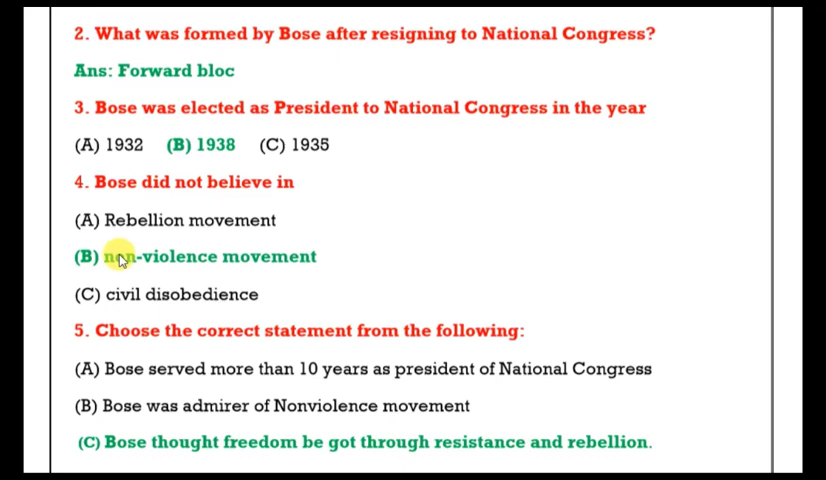 2. What was formed by Bose after resigning to National Congress?
Ans: Forward bloc
3. Bose was elected as President to National Congress in the year
(A) 1932 (B) 1938 (C) 1935
4. Bose did not believe in
(A) Rebellion movement
(B) non-violence movement
(C) civil disobedience
5. Choose the correct statement from the following:
(A) Bose served more than 10 years as president of National Congress
(B) Bose was admirer of Nonviolence movement
(C) Bose thought freedom be got through resistance and rebellion.